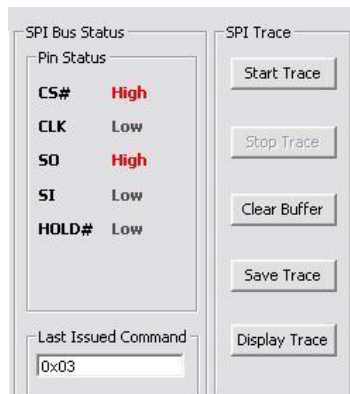 SPI Bus Status
Pin Status
CS# High
CLK Low
SO High
SI Low
HOLD# Low
Last Issued Command
0x03
SPI Trace
Start Trace
Stop Trace
Clear Buffer
Save Trace
Display Trace